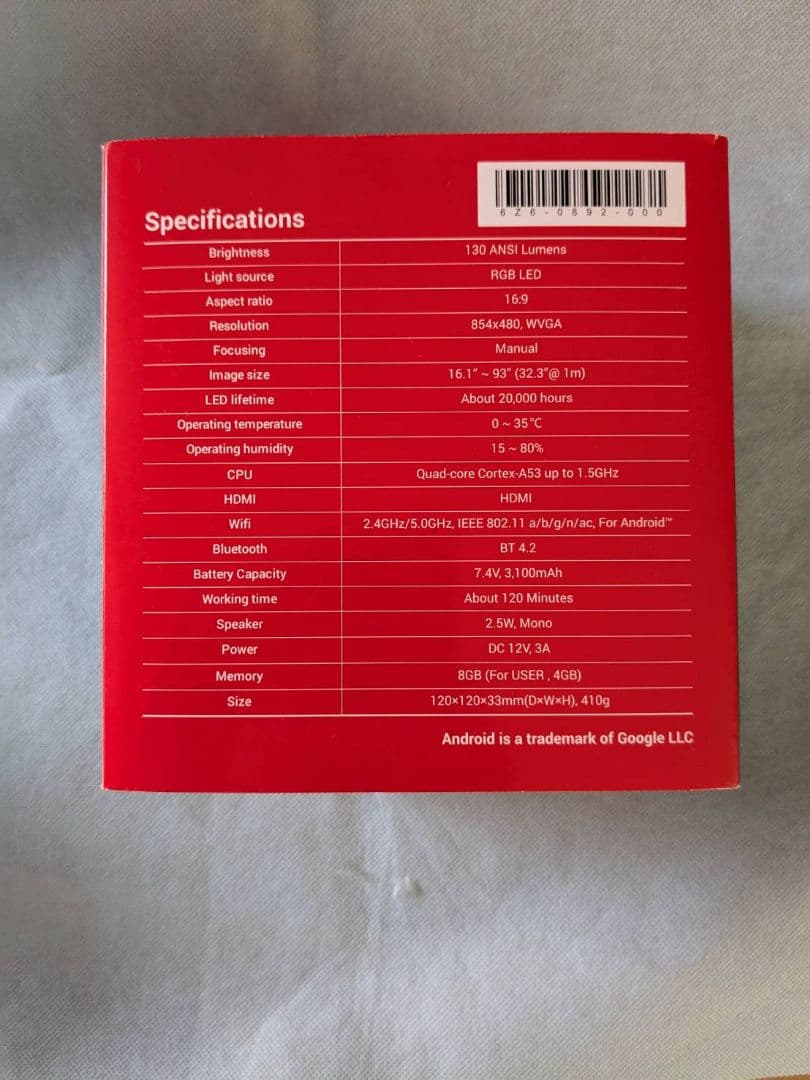 6Z6-0892-000
Specifications
Brightness 130 ANSI Lumens
Light source RGB LED
Aspect ratio 16:9
Resolution 854x480, WVGA
Focusing Manual
Image size 16.1” ~ 93” (32.3”@ 1m)
LED lifetime About 20,000 hours
Operating temperature 0 ~ 35℃
Operating humidity 15 ~ 80%
CPU Quad-core Cortex-A53 up to 1.5GHz
HDMI HDMI
Wifi 2.4GHz/5.0GHz, IEEE 802.11 a/b/g/n/ac, For Android™
Bluetooth BT 4.2
Battery Capacity 7.4V, 3,100mAh
Working time About 120 Minutes
Speaker 2.5W, Mono
Power DC 12V, 3A
Memory 8GB (For USER , 4GB)
Size 120×120×33mm(D×W×H), 410g
Android is a trademark of Google LLC